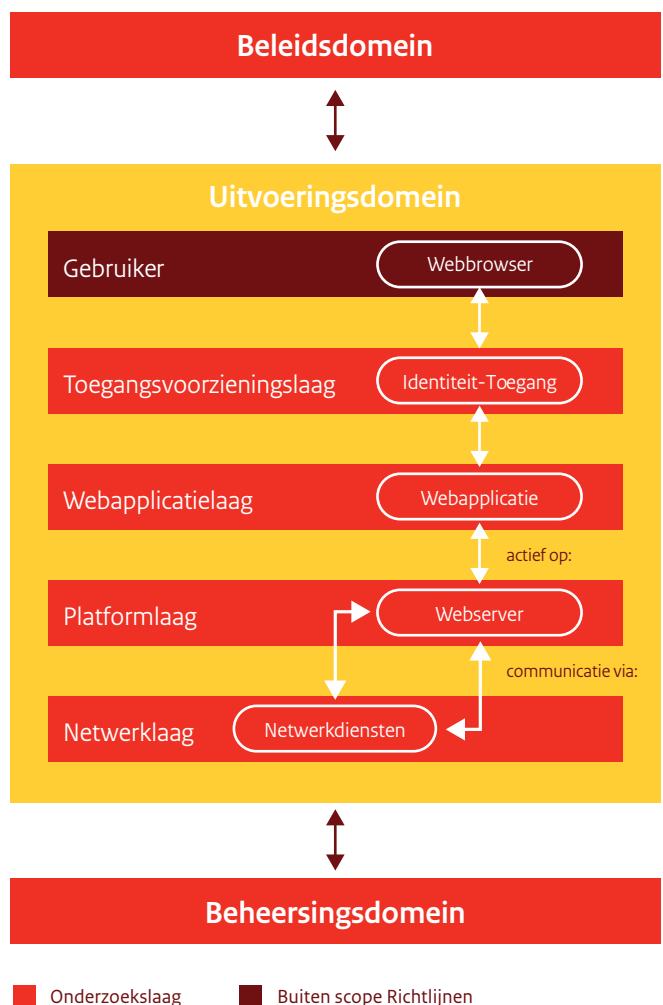 Beleidsdomein
Uitvoeringsdomein
Gebruiker
Webbrowser
Toegangsvoorzieningslaag
Identiteit-Toegang
Webapplicatielaag
Webapplicatie
actief op:
Platformlaag
Webserver
communicatie via:
Netwerklaag
Netwerkdiensten
Beheersingsdomein
Onderzoekslaag
Buiten scope Richtlijnen